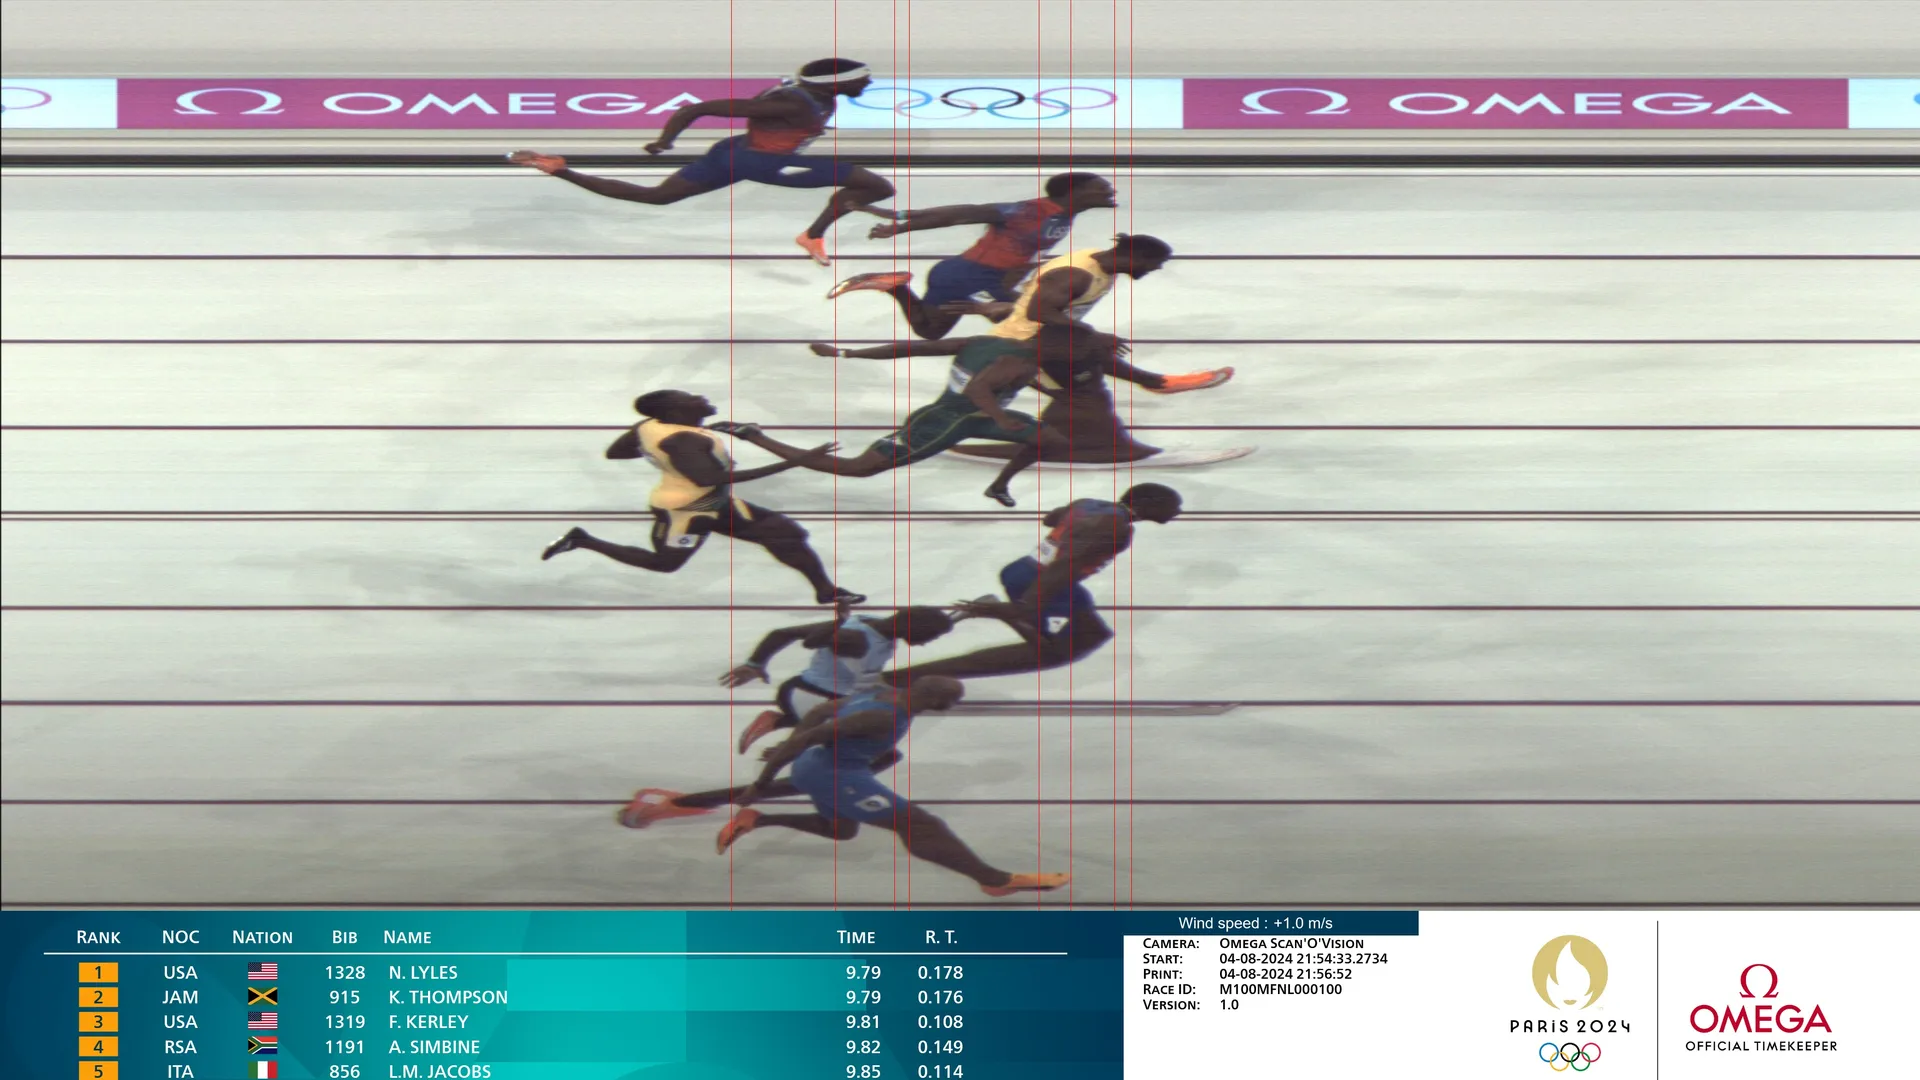 OMEGA OMEGA
Wind speed : +1.0 m/s
RANK NOC NATION BIB NAME TIME R. T.
1 USA 1328 N. LYLES 9.79 0.178
2 JAM 915 K. THOMPSON 9.79 0.176
3 USA 1319 F. KERLEY 9.81 0.108
4 RSA 1191 A. SIMBINE 9.82 0.149
5 ITA 856 L.M. JACOBS 9.85 0.114
CAMERA: OMEGA SCAN'O'VISION
START: 04-08-2024 21:54:33.2734
PRINT: 04-08-2024 21:56:52
RACE ID: M100MFNL000100
VERSION: 1.0
PARIS 2024
Ω
OMEGA
OFFICIAL TIMEKEEPER